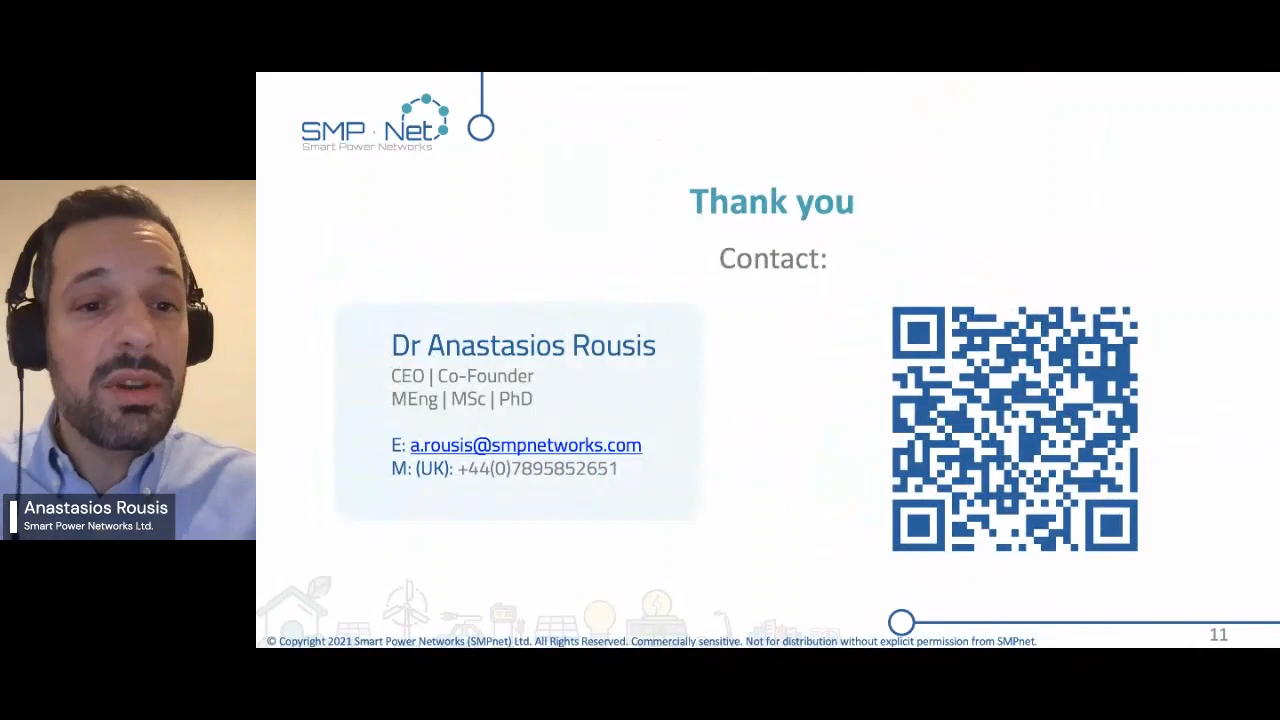 SMP · Net
Smart Power Networks
Thank you
Contact:
Dr Anastasios Rousis
CEO | Co-Founder
MEng | MSc | PhD
E: a.rousis@smpnetworks.com
M: (UK): +44(0)7895852651
Anastasios Rousis
Smart Power Networks Ltd.
© Copyright 2021 Smart Power Networks (SMPnet) Ltd. All Rights Reserved. Commercially sensitive. Not for distribution without explicit permission from SMPnet.
11